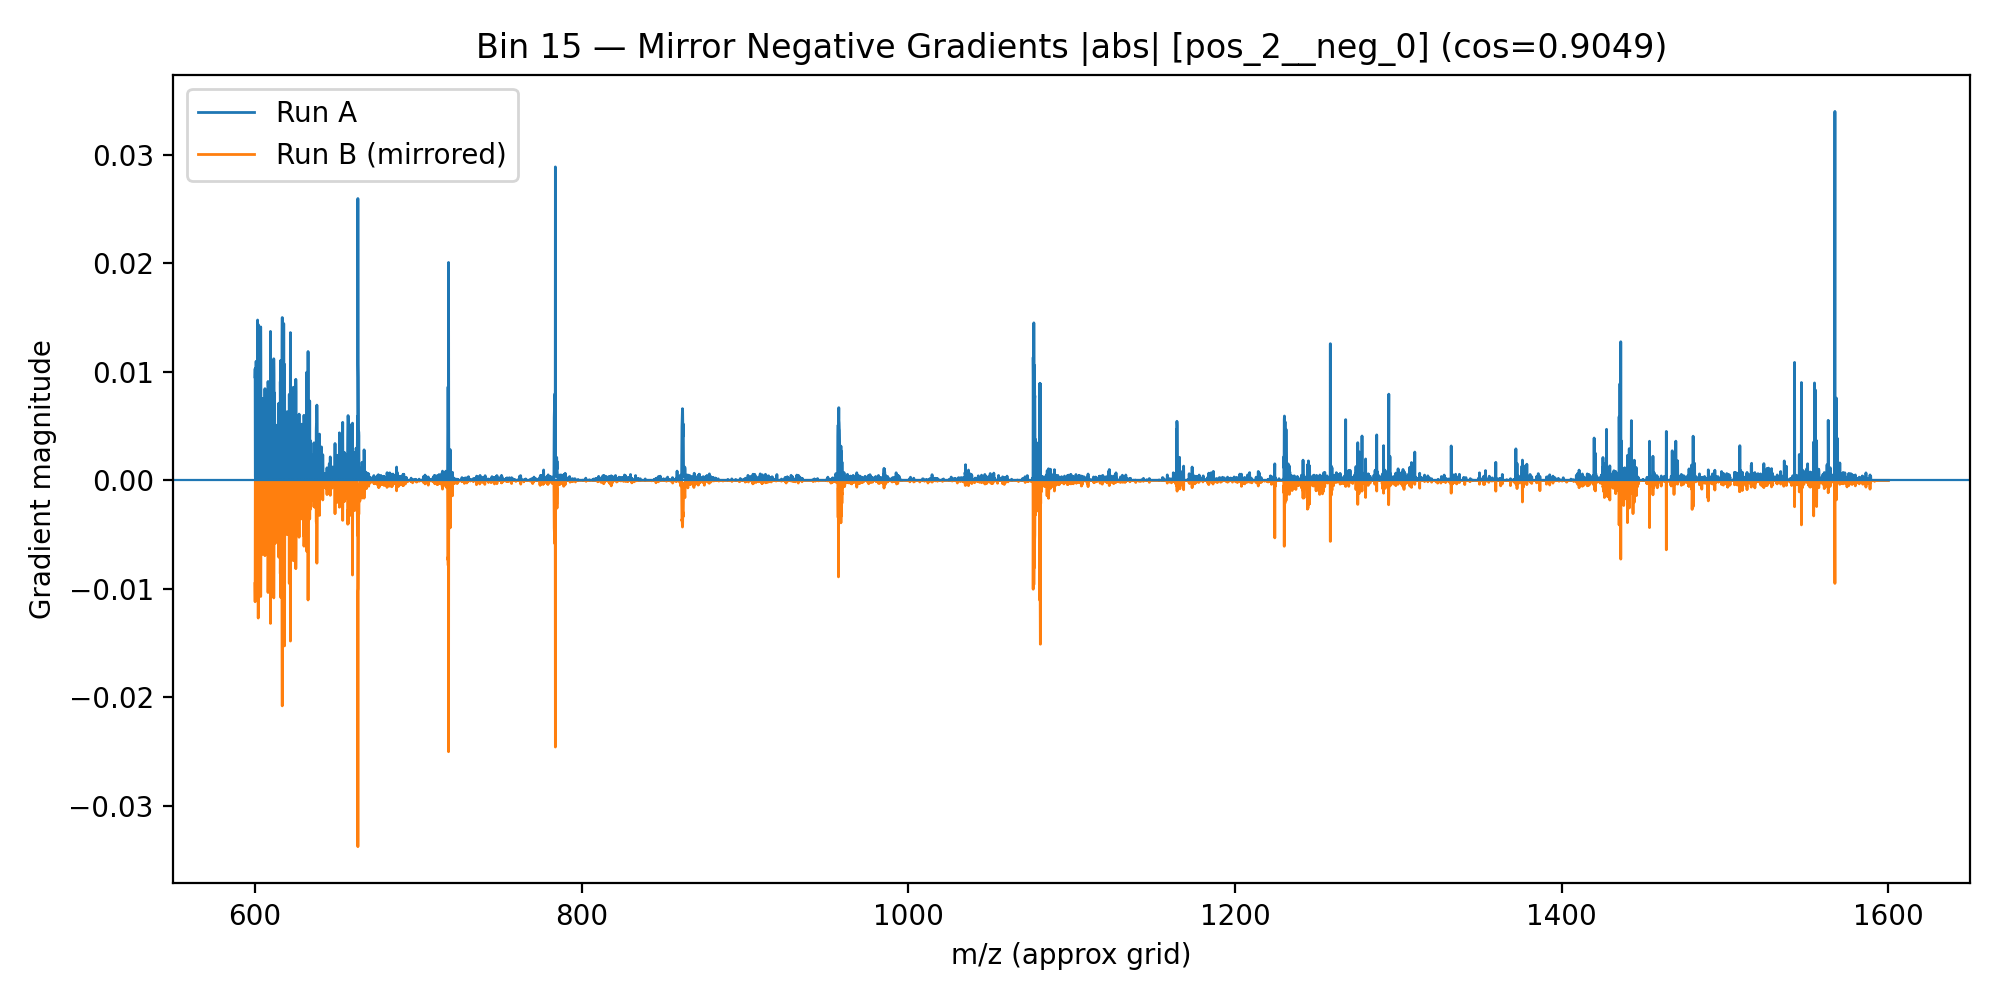 Bin 15 — Mirror Negative Gradients |abs| [pos_2__neg_0] (cos=0.9049)
Run A
Run B (mirrored)
0.03
0.02
0.01
0.00
−0.01
−0.02
−0.03
Gradient magnitude
600 800 1000 1200 1400 1600
m/z (approx grid)